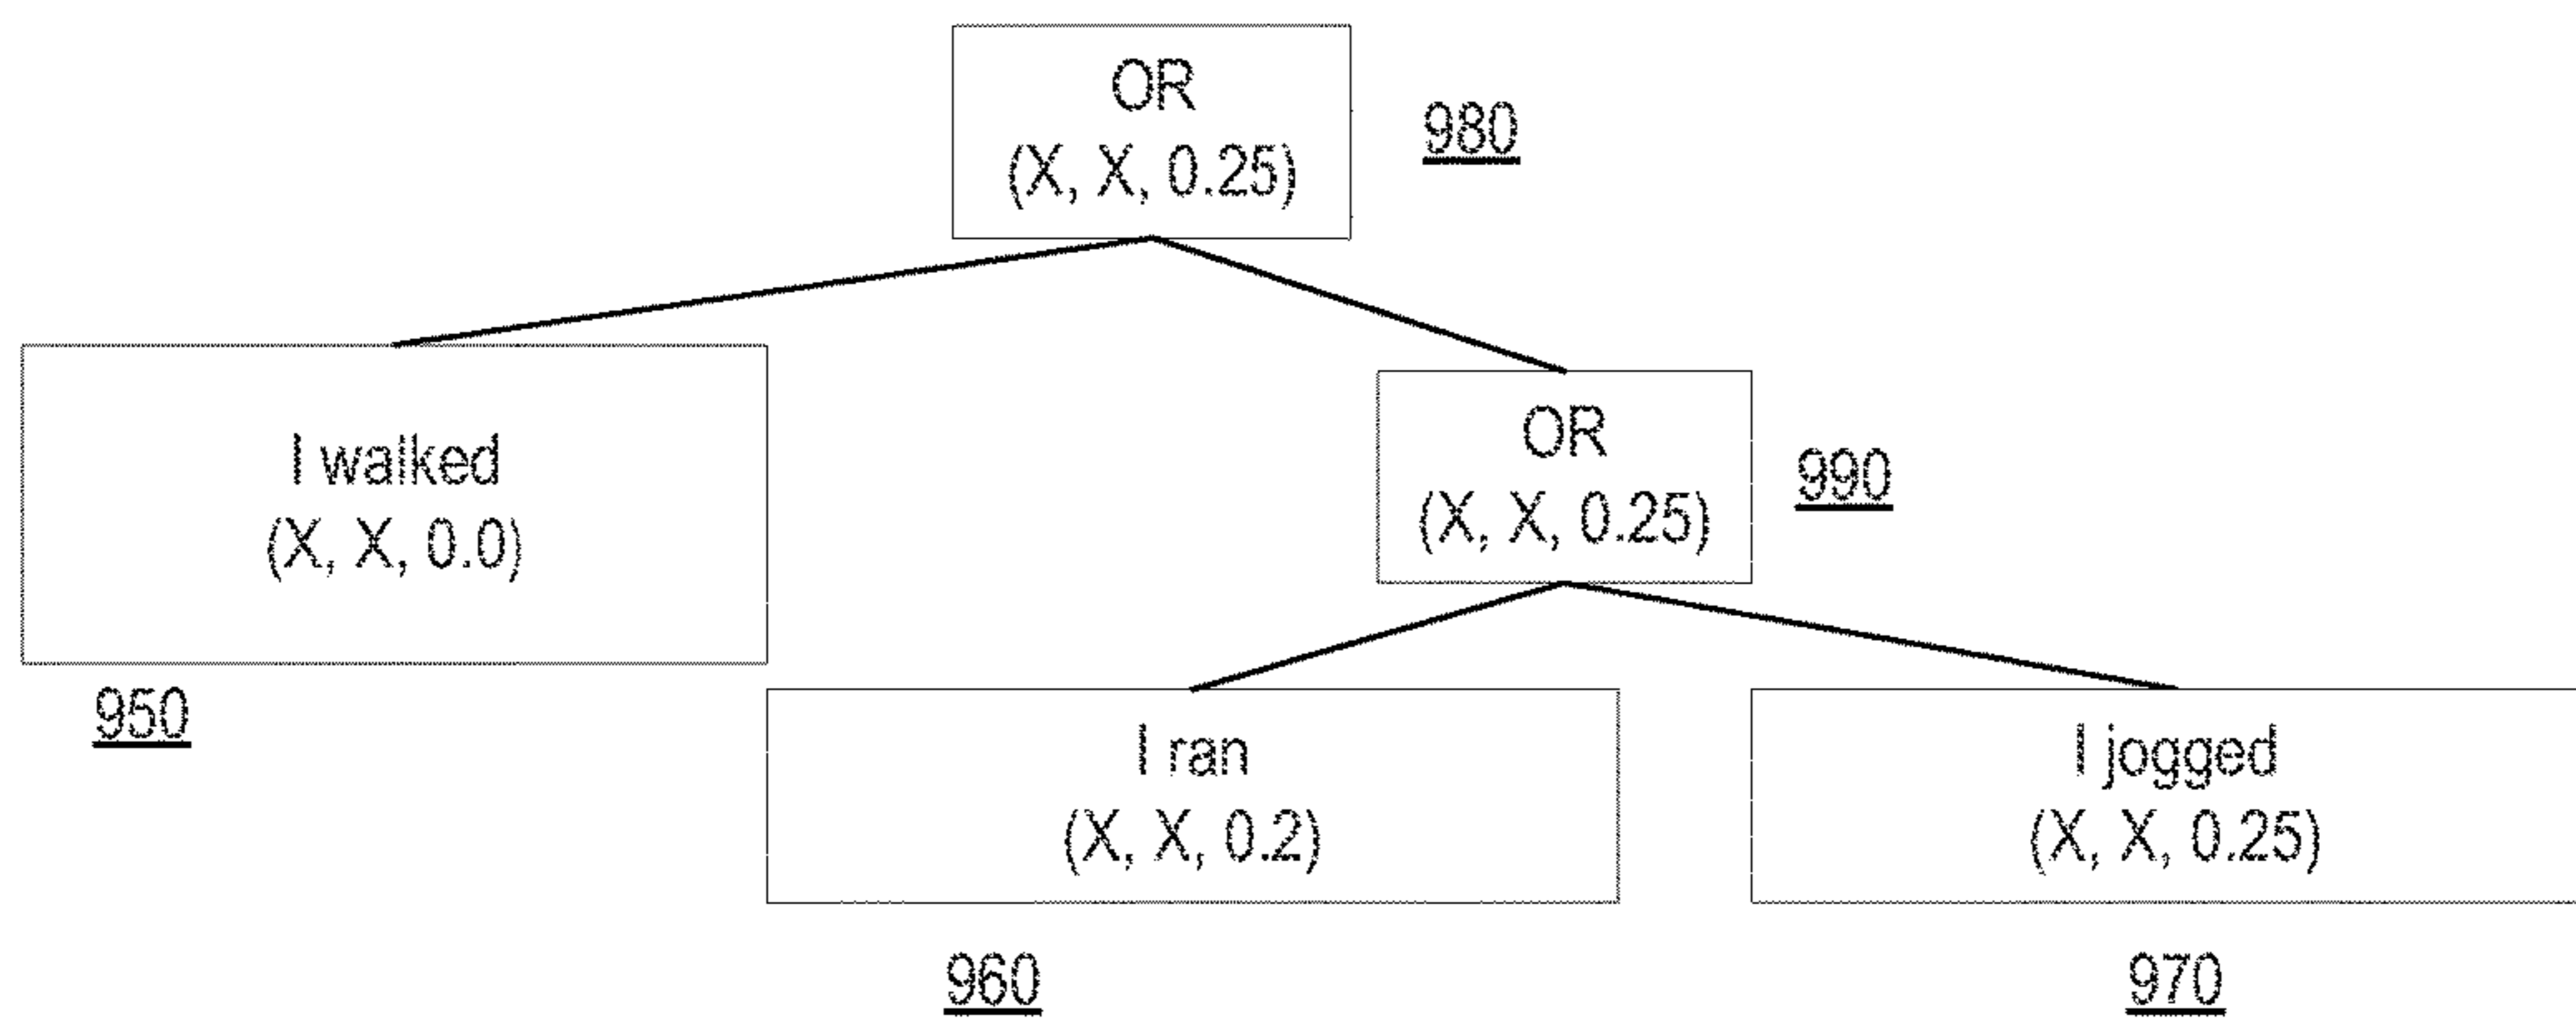 OR
(X, X, 0.25)
980
I walked
(X, X, 0.0)
950
OR
(X, X, 0.25)
990
I ran
(X, X, 0.2)
960
I jogged
(X, X, 0.25)
970